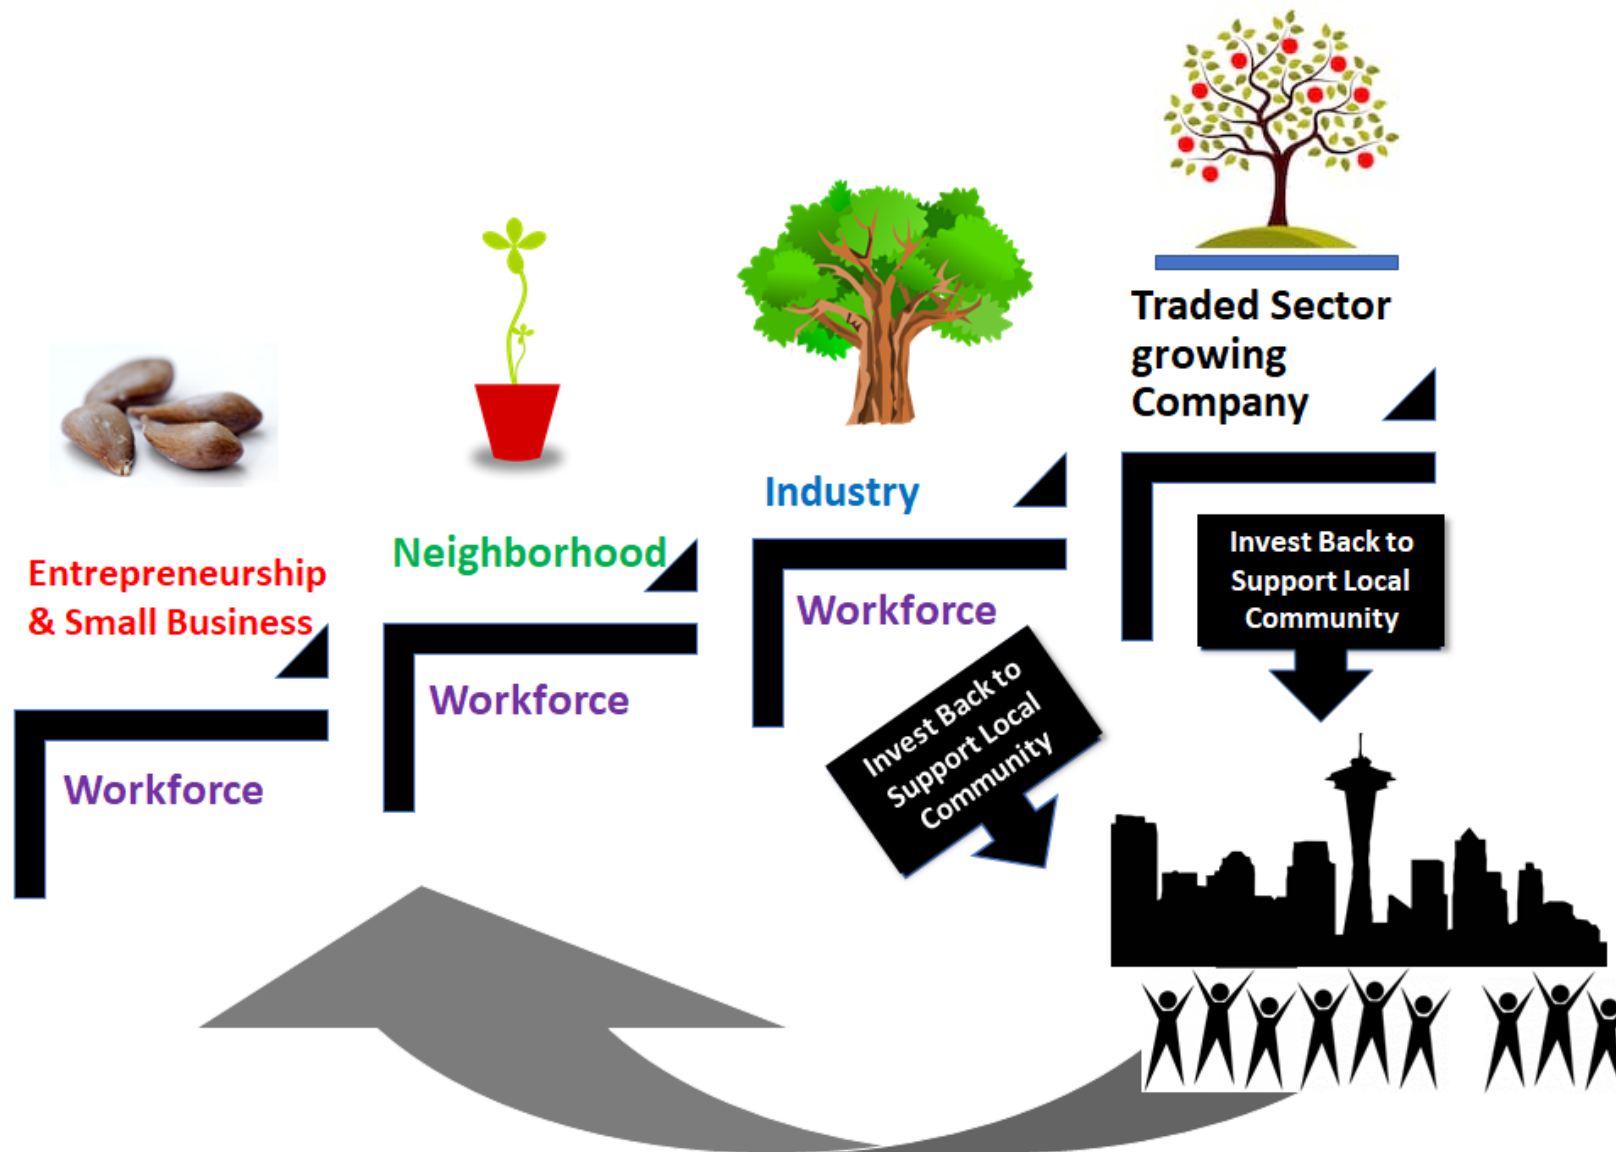 Entrepreneurship
& Small Business
Workforce
Neighborhood
Workforce
Industry
Workforce
Traded Sector
growing
Company
Invest Back to
Support Local
Community
Invest Back to
Support Local
Community